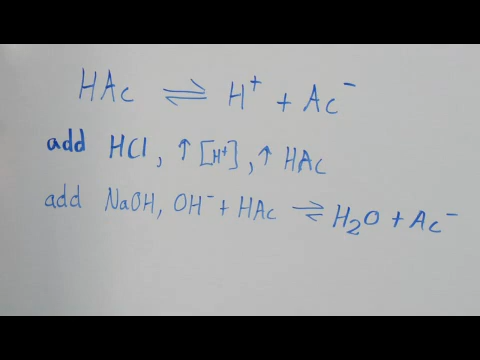 HAc ⇌ H⁺ + Ac⁻
add HCl, ↑ [H⁺], ↑ HAc
add NaOH, OH⁻ + HAc ⇌ H₂O + Ac⁻